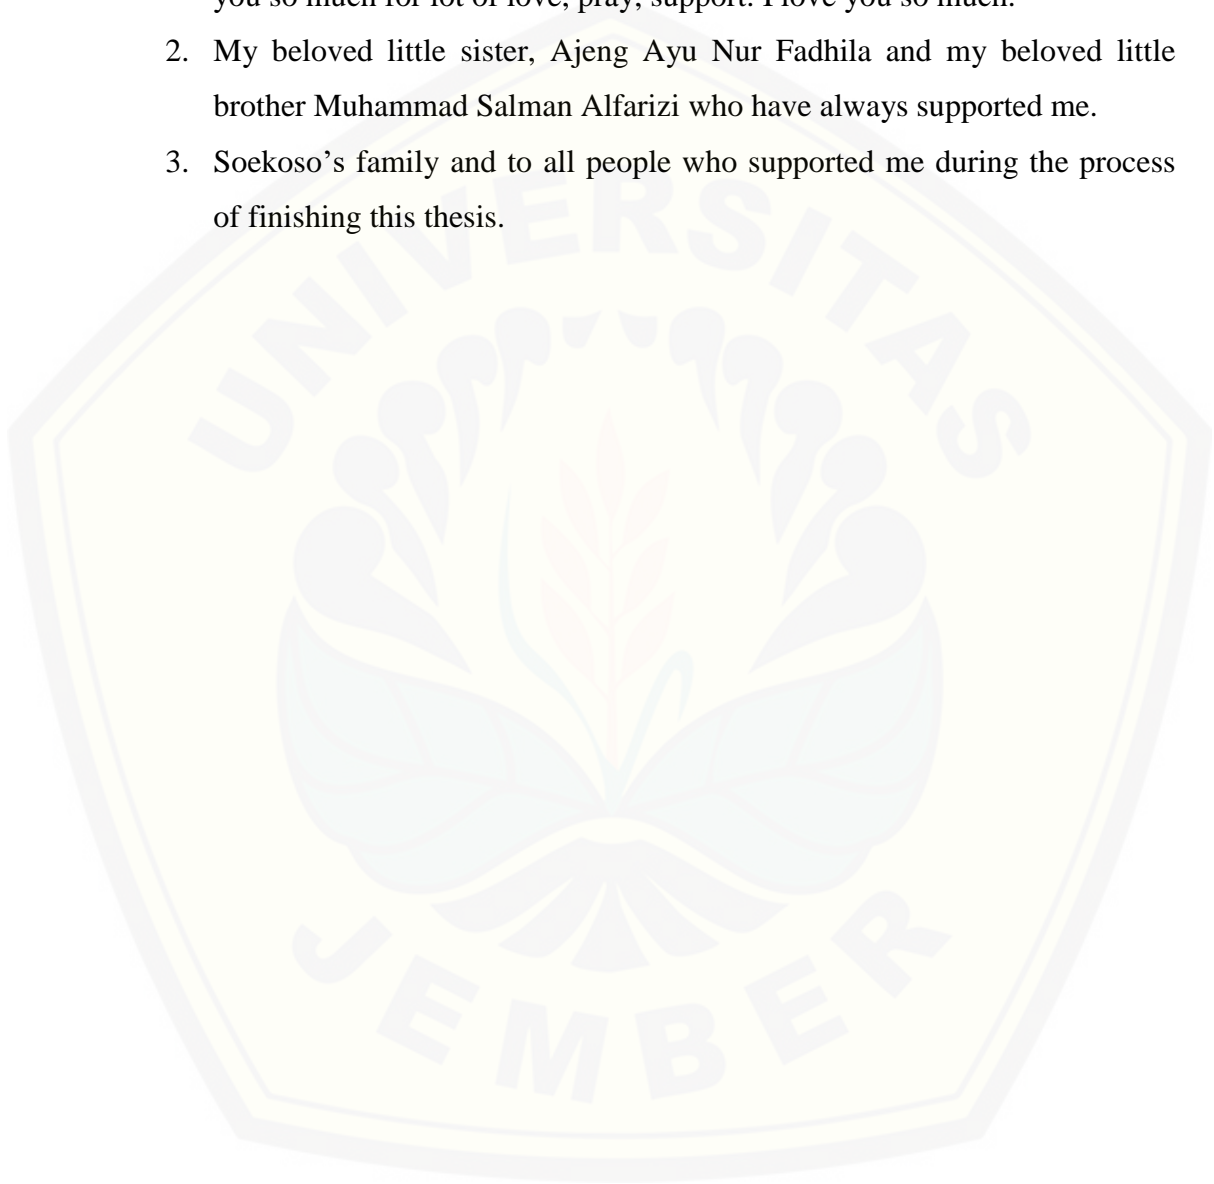 you so much for lot of love, pray, support. I love you so much.
2. My beloved little sister, Ajeng Ayu Nur Fadhila and my beloved little
brother Muhammad Salman Alfarizi who have always supported me.
3. Soekoso’s family and to all people who supported me during the process
of finishing this thesis.
UNIVERSITAS
JEMBER